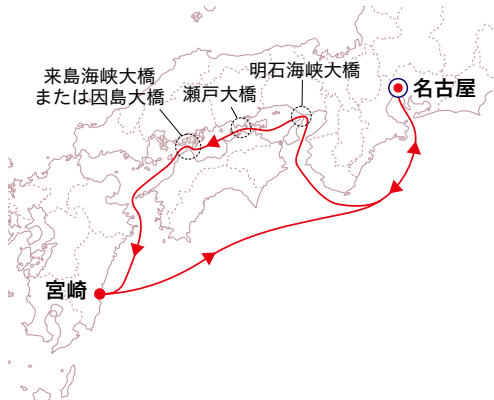 来島海峡大橋
または因島大橋
瀬戸大橋
明石海峡大橋
名古屋
宮崎